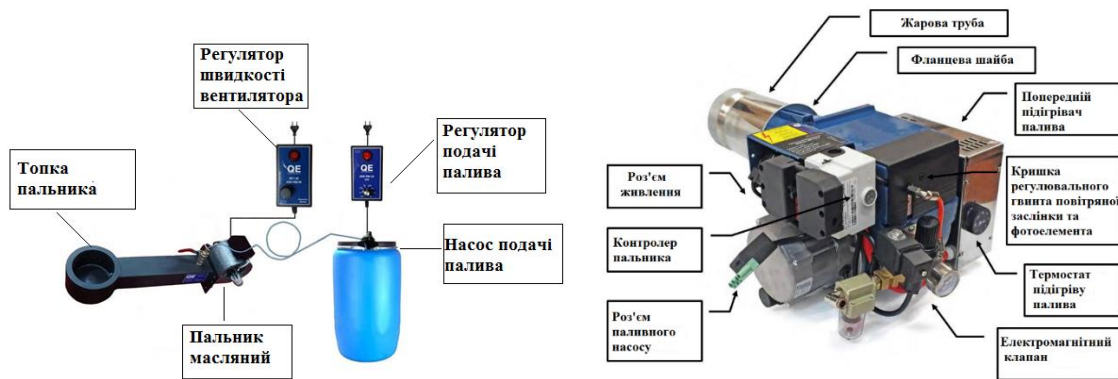 Регулятор
швидкості
вентилятора
Регулятор
подачі
палива
Топка
пальника
QE
QE
Насос подачі
палива
Пальник
масляний
Жарова труба
Фланцева шайба
Попередній
підігрівач
палива
Роз'єм
живлення
Кришка
регулювального
гвинта повітряної
заслінки та
фотоелемента
Контролер
пальника
Термостат
підігріву
палива
Роз'єм
паливного
насосу
Електромагнітний
клапан